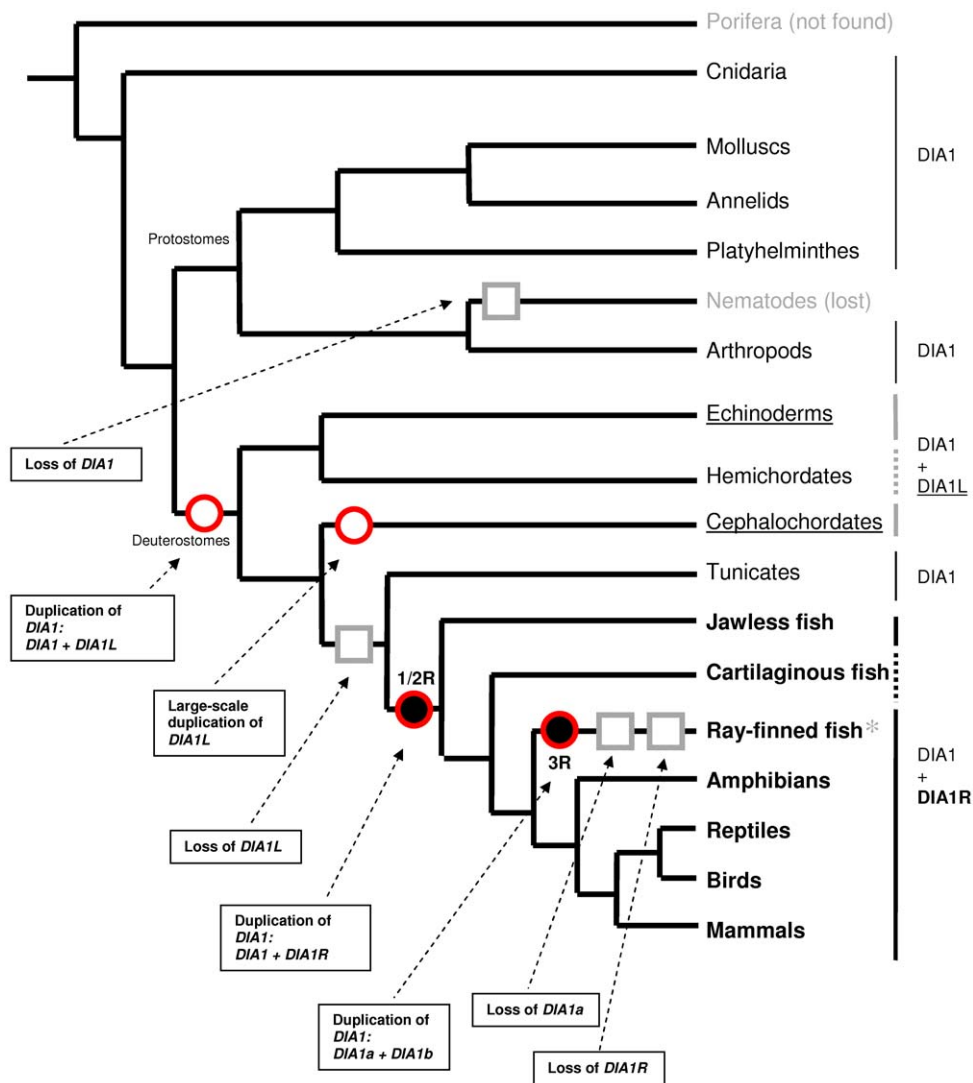 Porifera (not found)
Cnidaria
Molluscs
DIA1
Annelids
Protostomes
Platyhelminthes
Nematodes (lost)
Arthropods
DIA1
Echinoderms
Loss of DIA1
DIA1
+
DIA1L
Hemichordates
Cephalochordates
Deuterostomes
Tunicates
DIA1
Duplication of
DIA1:
DIA1 + DIA1L
Jawless fish
1/2R
Cartilaginous fish
Large-scale
duplication of
DIA1L
Ray-finned fish*
3R
DIA1
+
DIA1R
Amphibians
Loss of DIA1L
Reptiles
Birds
Duplication of
DIA1:
DIA1 + DIA1R
Mammals
Loss of DIA1a
Duplication of
DIA1:
DIA1a + DIA1b
Loss of DIA1R